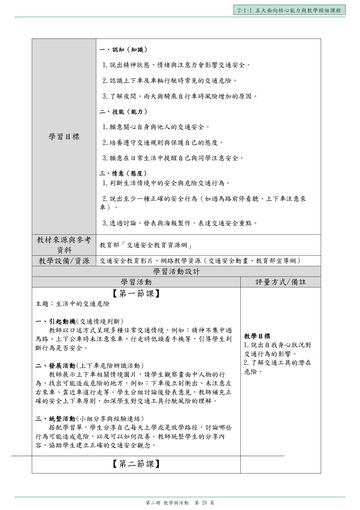 2-1-1 五大面向核心能力與教學模組課程
學習目標
一、認知（知識）
1.說出精神狀態、情緒與注意力會影響交通安全。
2.認識上下車及車輛行駛時常見的交通危險。
3.了解夜間、雨天與騎乘自行車時風險增加的原因。
二、技能（能力）
1.願意關心自身與他人的交通安全。
2.培養遵守交通規則與保護自己的態度。
3.願意在日常生活中提醒自己與同學注意安全。
三、情意（態度）
1.判斷生活情境中的安全與危險交通行為。
2.說出至少一種正確的安全行為（如過馬路前停看聽、上下車注意來
車）。
3.透過討論、發表與海報製作，表達交通安全重點。
教材來源與參考
資料
教育部「交通安全教育資源網」
教學設備/資源
交通安全教育影片、網路教學資源（交通安全動畫、教育部宣導網）
學習活動設計
學習活動
評量方式/備註
【第一節課】
主題：生活中的交通危險
一、引起動機(交通情境判斷)
教師以口述方式呈現多種日常交通情境，例如：精神不集中過
馬路、上下公車時未注意來車、行走時低頭看手機等，引導學生判
斷行為是否安全。
二、發展活動(上下車危險辨識活動)
教師展示上下車相關情境圖片，請學生觀察畫面中人物的行
為，找出可能造成危險的地方，例如：下車後立刻衝出、未注意左
右來車、靠近車道行走等。學生分組討論後發表意見，教師補充正
確的安全上下車原則，加深學生對交通工具行駛風險的理解。
三、統整活動(小組分享與經驗連結)
搭配學習單，學生分享自己每天上學或是放學路徑，討論哪些
行為可能造成危險，以及可以如何改善。教師統整學生的分享內
容，協助學生建立正確的交通安全觀念。
教學目標
1.說出自我身心狀況對
交通行為的影響。
2.了解交通工具的潛在
危險。
【第二節課】
第二冊 教學與活動 第 28 頁